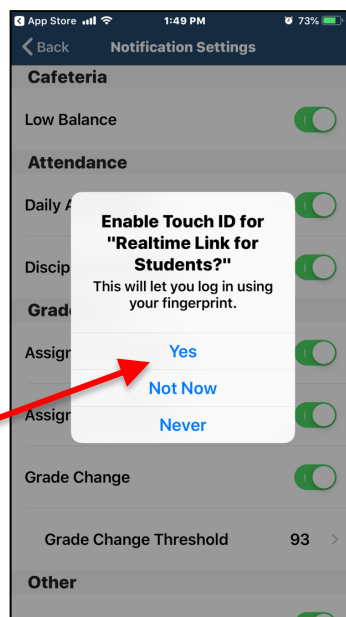 App Store 1:49 PM 73%
Back Notification Settings
Cafeteria
Low Balance
Attendance
Daily A
Enable Touch ID for
"Realtime Link for
Students?"
Discip
This will let you log in using
your fingerprint.
Grade
Assigr
Yes
Not Now
Assigr
Never
Grade Change
Grade Change Threshold 93
Other